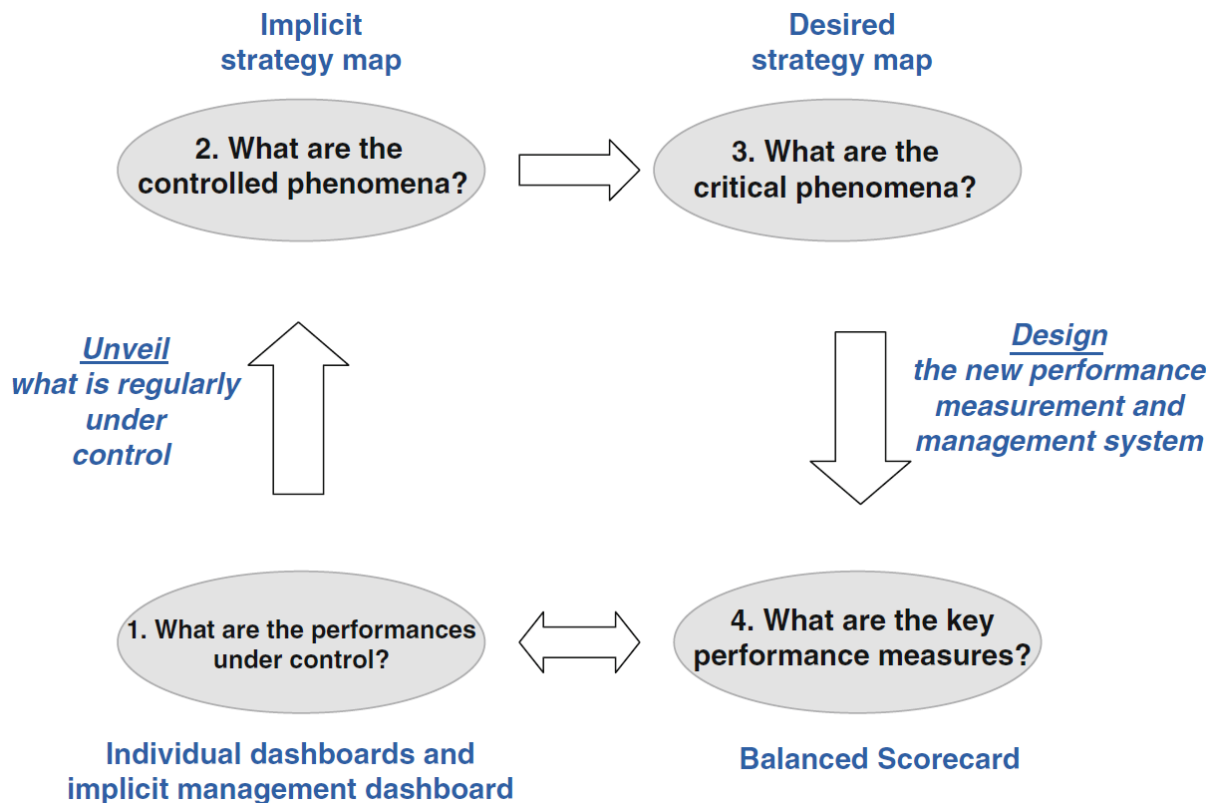 Implicit
strategy map
Desired
strategy map
2. What are the
controlled phenomena?
3. What are the
critical phenomena?
Unveil
what is regularly
under
control
Design
the new performance
measurement and
management system
1. What are the performances
under control?
4. What are the key
performance measures?
Individual dashboards and
implicit management dashboard
Balanced Scorecard